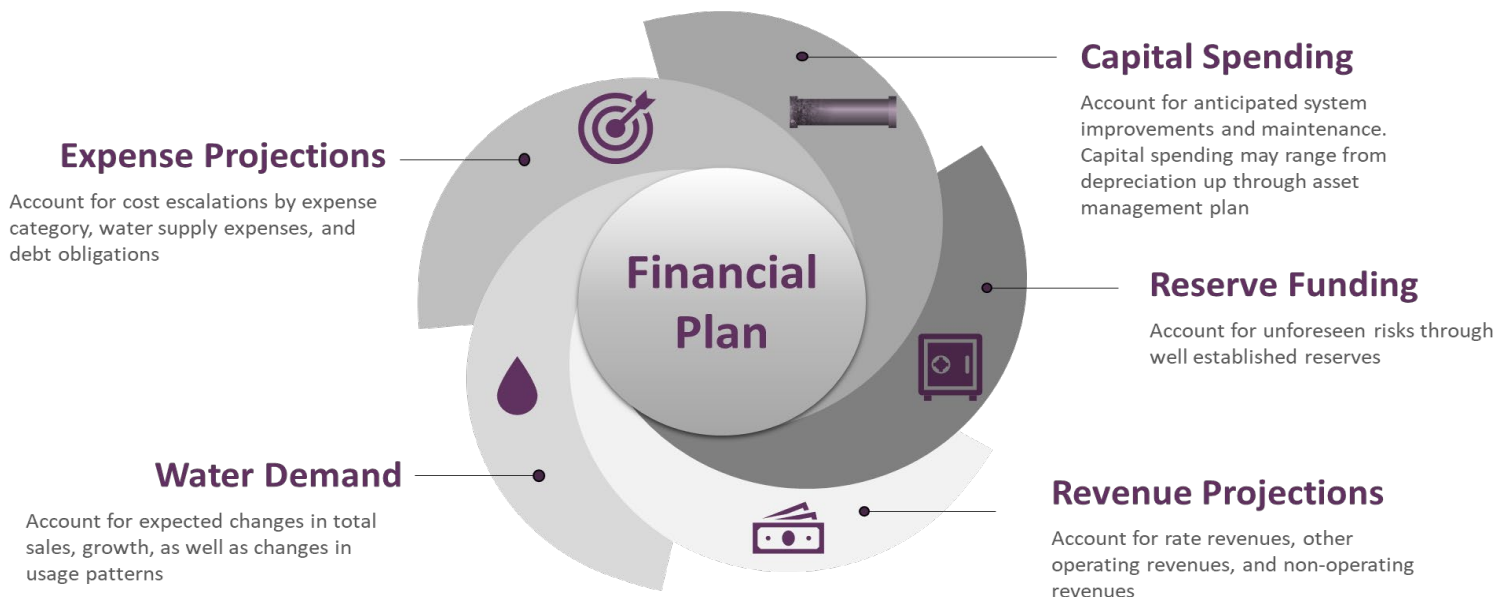 Capital Spending
Account for anticipated system
improvements and maintenance.
Capital spending may range from
depreciation up through asset
management plan
Expense Projections
Account for cost escalations by expense
category, water supply expenses, and
debt obligations
Financial
Plan
Reserve Funding
Account for unforeseen risks through
well established reserves
Water Demand
Account for expected changes in total
sales, growth, as well as changes in
usage patterns
Revenue Projections
Account for rate revenues, other
operating revenues, and non-operating
revenues